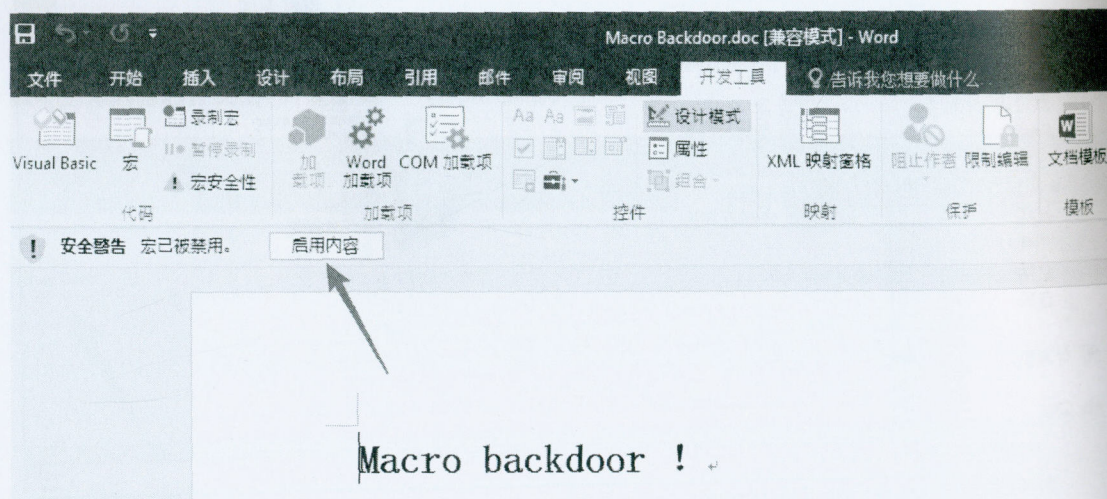 Macro Backdoor.doc [兼容模式] - Word
文件 开始 插入 设计 布局 引用 邮件 审阅 视图 开发工具 告诉我您想要做什么
Visual Basic
宏
录制宏
暂停录制
宏安全性
代码
加载项
Word 加载项
COM 加载项
加载项
Aa Aa
设计模式
属性
组合
控件
XML 映射窗格
映射
阻止作者
限制编辑
保护
文档模板
模板
! 安全警告 宏已被禁用。 启用内容
Macro backdoor !